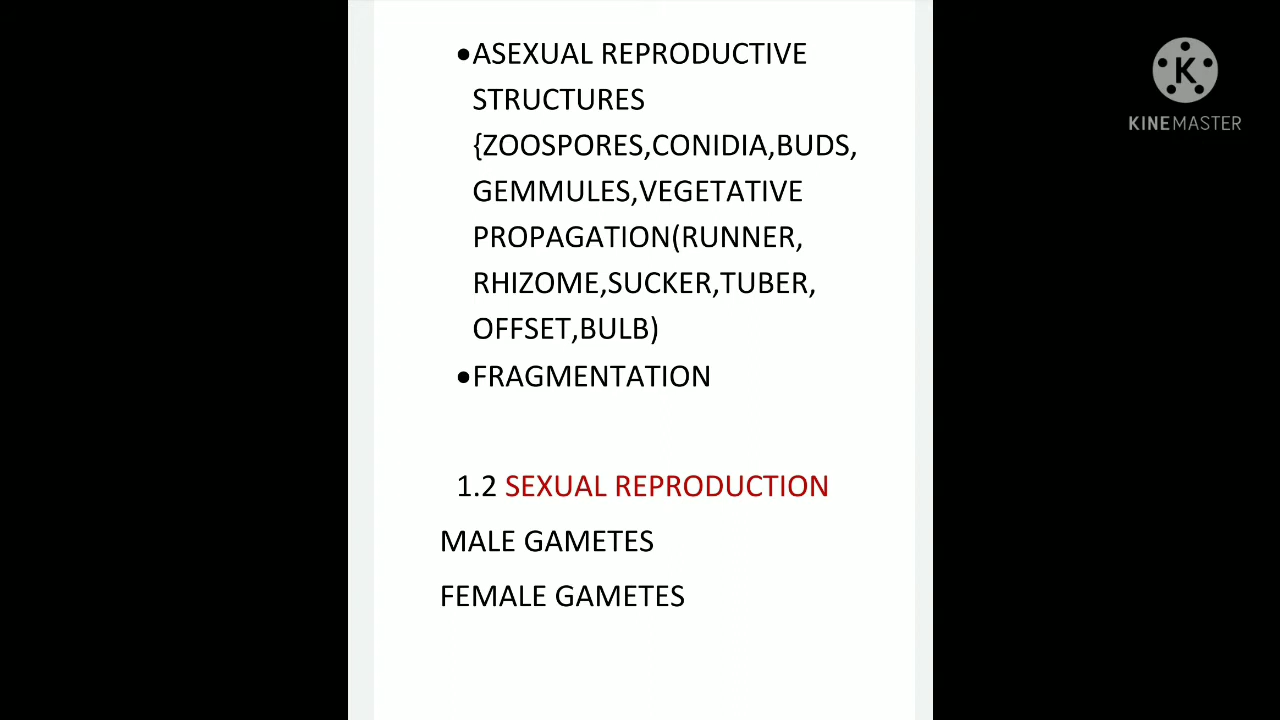 •ASEXUAL REPRODUCTIVE
STRUCTURES
{ZOOSPORES,CONIDIA,BUDS,
GEMMULES,VEGETATIVE
PROPAGATION(RUNNER,
RHIZOME,SUCKER,TUBER,
OFFSET,BULB)
•FRAGMENTATION
1.2 SEXUAL REPRODUCTION
MALE GAMETES
FEMALE GAMETES
K
KINEMASTER